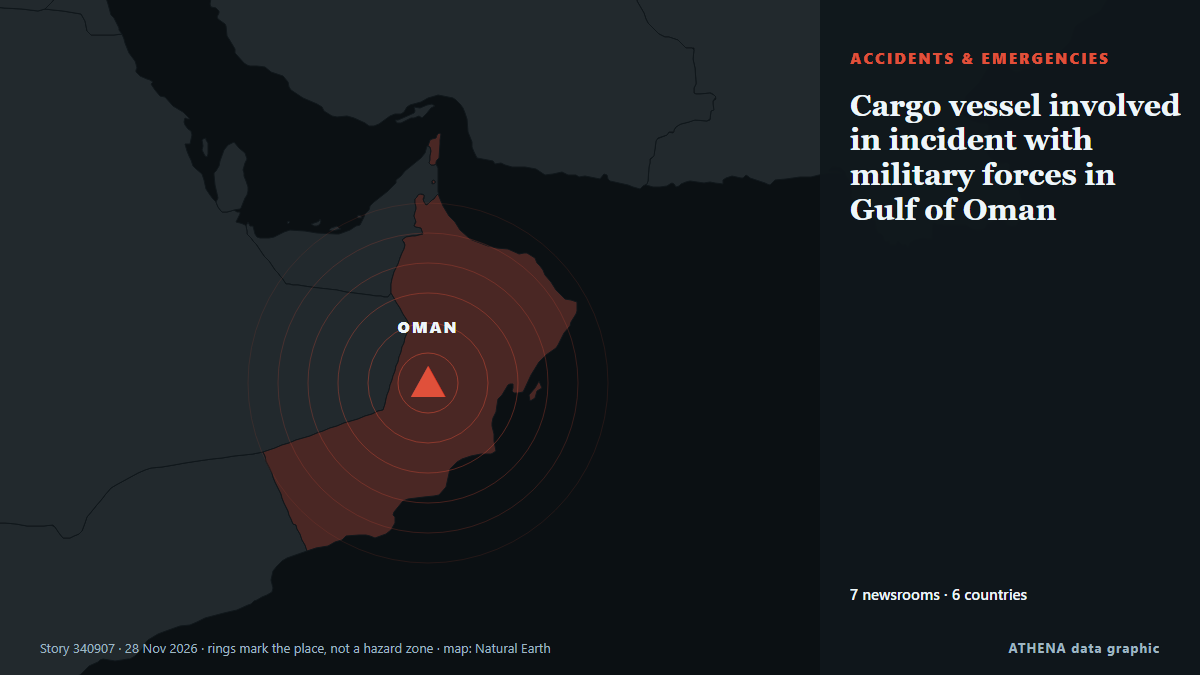 ACCIDENTS & EMERGENCIES
Cargo vessel involved
in incident with
military forces in
Gulf of Oman
OMAN
7 newsrooms · 6 countries
Story 340907 · 28 Nov 2026 · rings mark the place, not a hazard zone · map: Natural Earth
ATHENA data graphic